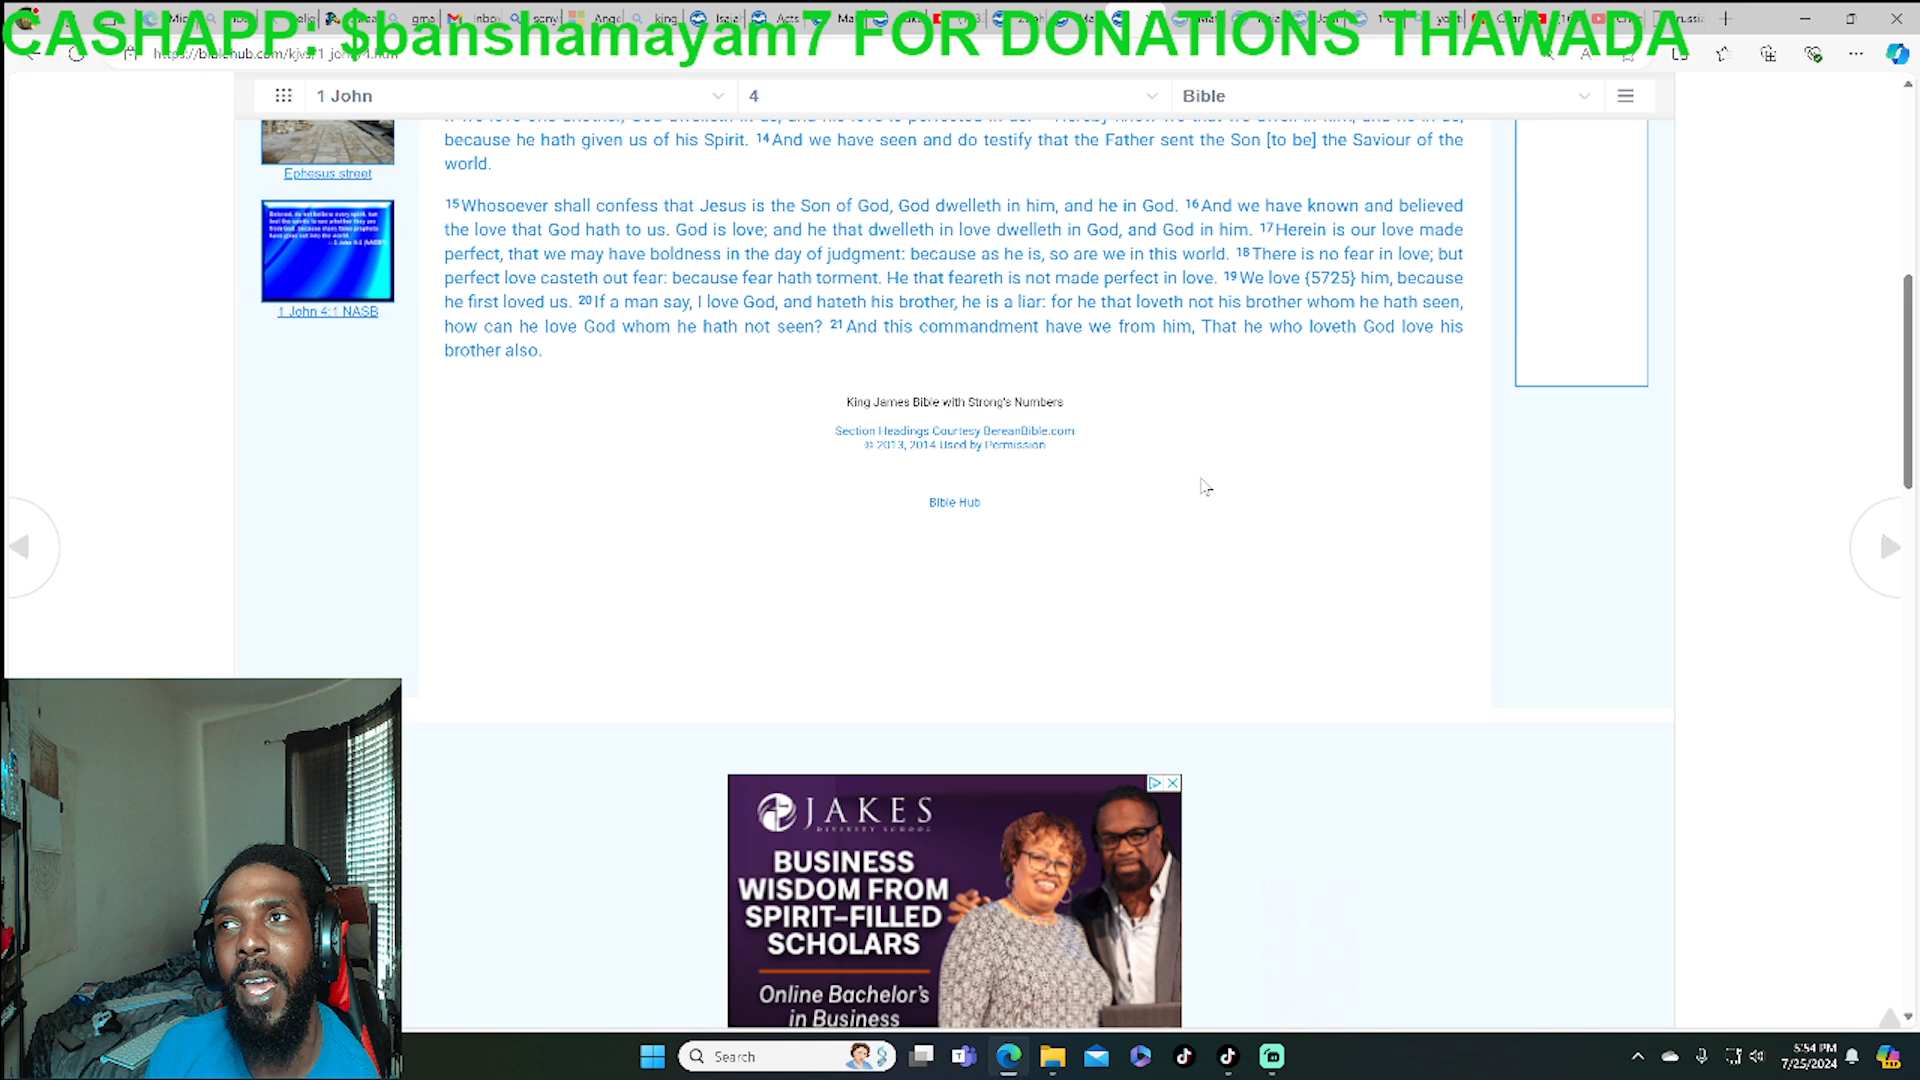 CASHAPP: $banshamayam7 FOR DONATIONS THAWADA
1 John
4
Bible
because he hath given us of his Spirit. 14 And we have seen and do testify that the Father sent the Son [to be] the Saviour of the
world.
15 Whosoever shall confess that Jesus is the Son of God, God dwelleth in him, and he in God. 16 And we have known and believed
the love that God hath to us. God is love; and he that dwelleth in love dwelleth in God, and God in him. 17 Herein is our love made
perfect, that we may have boldness in the day of judgment: because as he is, so are we in this world. 18 There is no fear in love; but
perfect love casteth out fear: because fear hath torment. He that feareth is not made perfect in love. 19 We love {5725} him, because
he first loved us. 20 If a man say, I love God, and hateth his brother, he is a liar: for he that loveth not his brother whom he hath seen,
how can he love God whom he hath not seen? 21 And this commandment have we from him, That he who loveth God love his
brother also.
Ephesus street
1 John 4:1 NASB
King James Bible with Strong's Numbers
Section Headings Courtesy BereanBible.com
© 2013, 2014 Used by Permission
Bible Hub
JAKES
DIVINITY SCHOOL
BUSINESS
WISDOM FROM
SPIRIT-FILLED
SCHOLARS
Online Bachelor's
in Business
Search
5:54 PM
7/25/2024